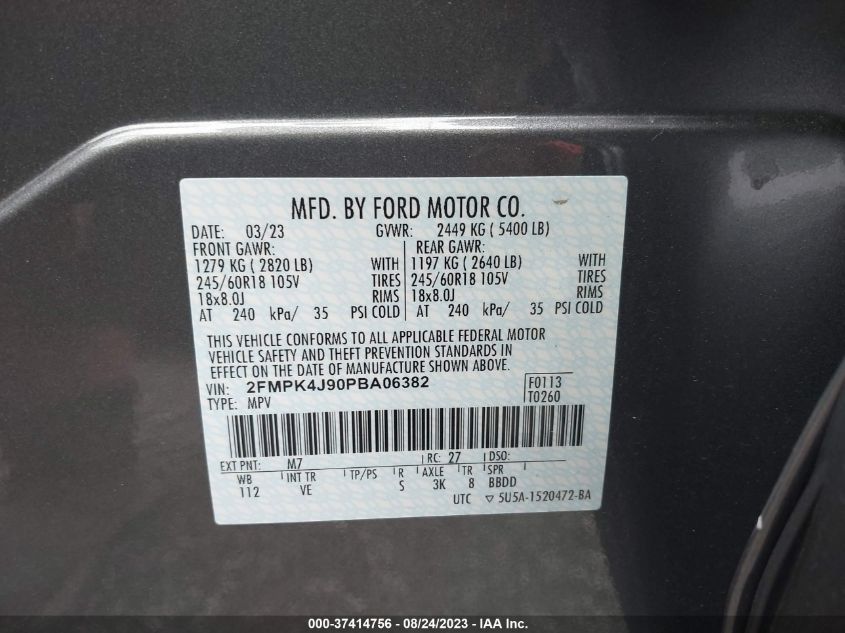 MFD. BY FORD MOTOR CO.
DATE: 03/23 GVWR: 2449 KG ( 5400 LB)
FRONT GAWR: REAR GAWR:
1279 KG ( 2820 LB) WITH 1197 KG ( 2640 LB) WITH
245/60R18 105V TIRES 245/60R18 105V TIRES
18x8.0J RIMS 18x8.0J RIMS
AT 240 kPa/ 35 PSI COLD AT 240 kPa/ 35 PSI COLD
THIS VEHICLE CONFORMS TO ALL APPLICABLE FEDERAL MOTOR
VEHICLE SAFETY AND THEFT PREVENTION STANDARDS IN
EFFECT ON THE DATE OF MANUFACTURE SHOWN ABOVE.
VIN: 2FMPK4J90PBA06382 F0113
TYPE: MPV T0260
EXT PNT: M7 RC: 27 DSO:
WB INT TR TP/PS R AXLE TR SPR
112 VE S 3K 8 BBDD
UTC ▽ 5U5A-1520472-BA
000-37414756 - 08/24/2023 - IAA Inc.